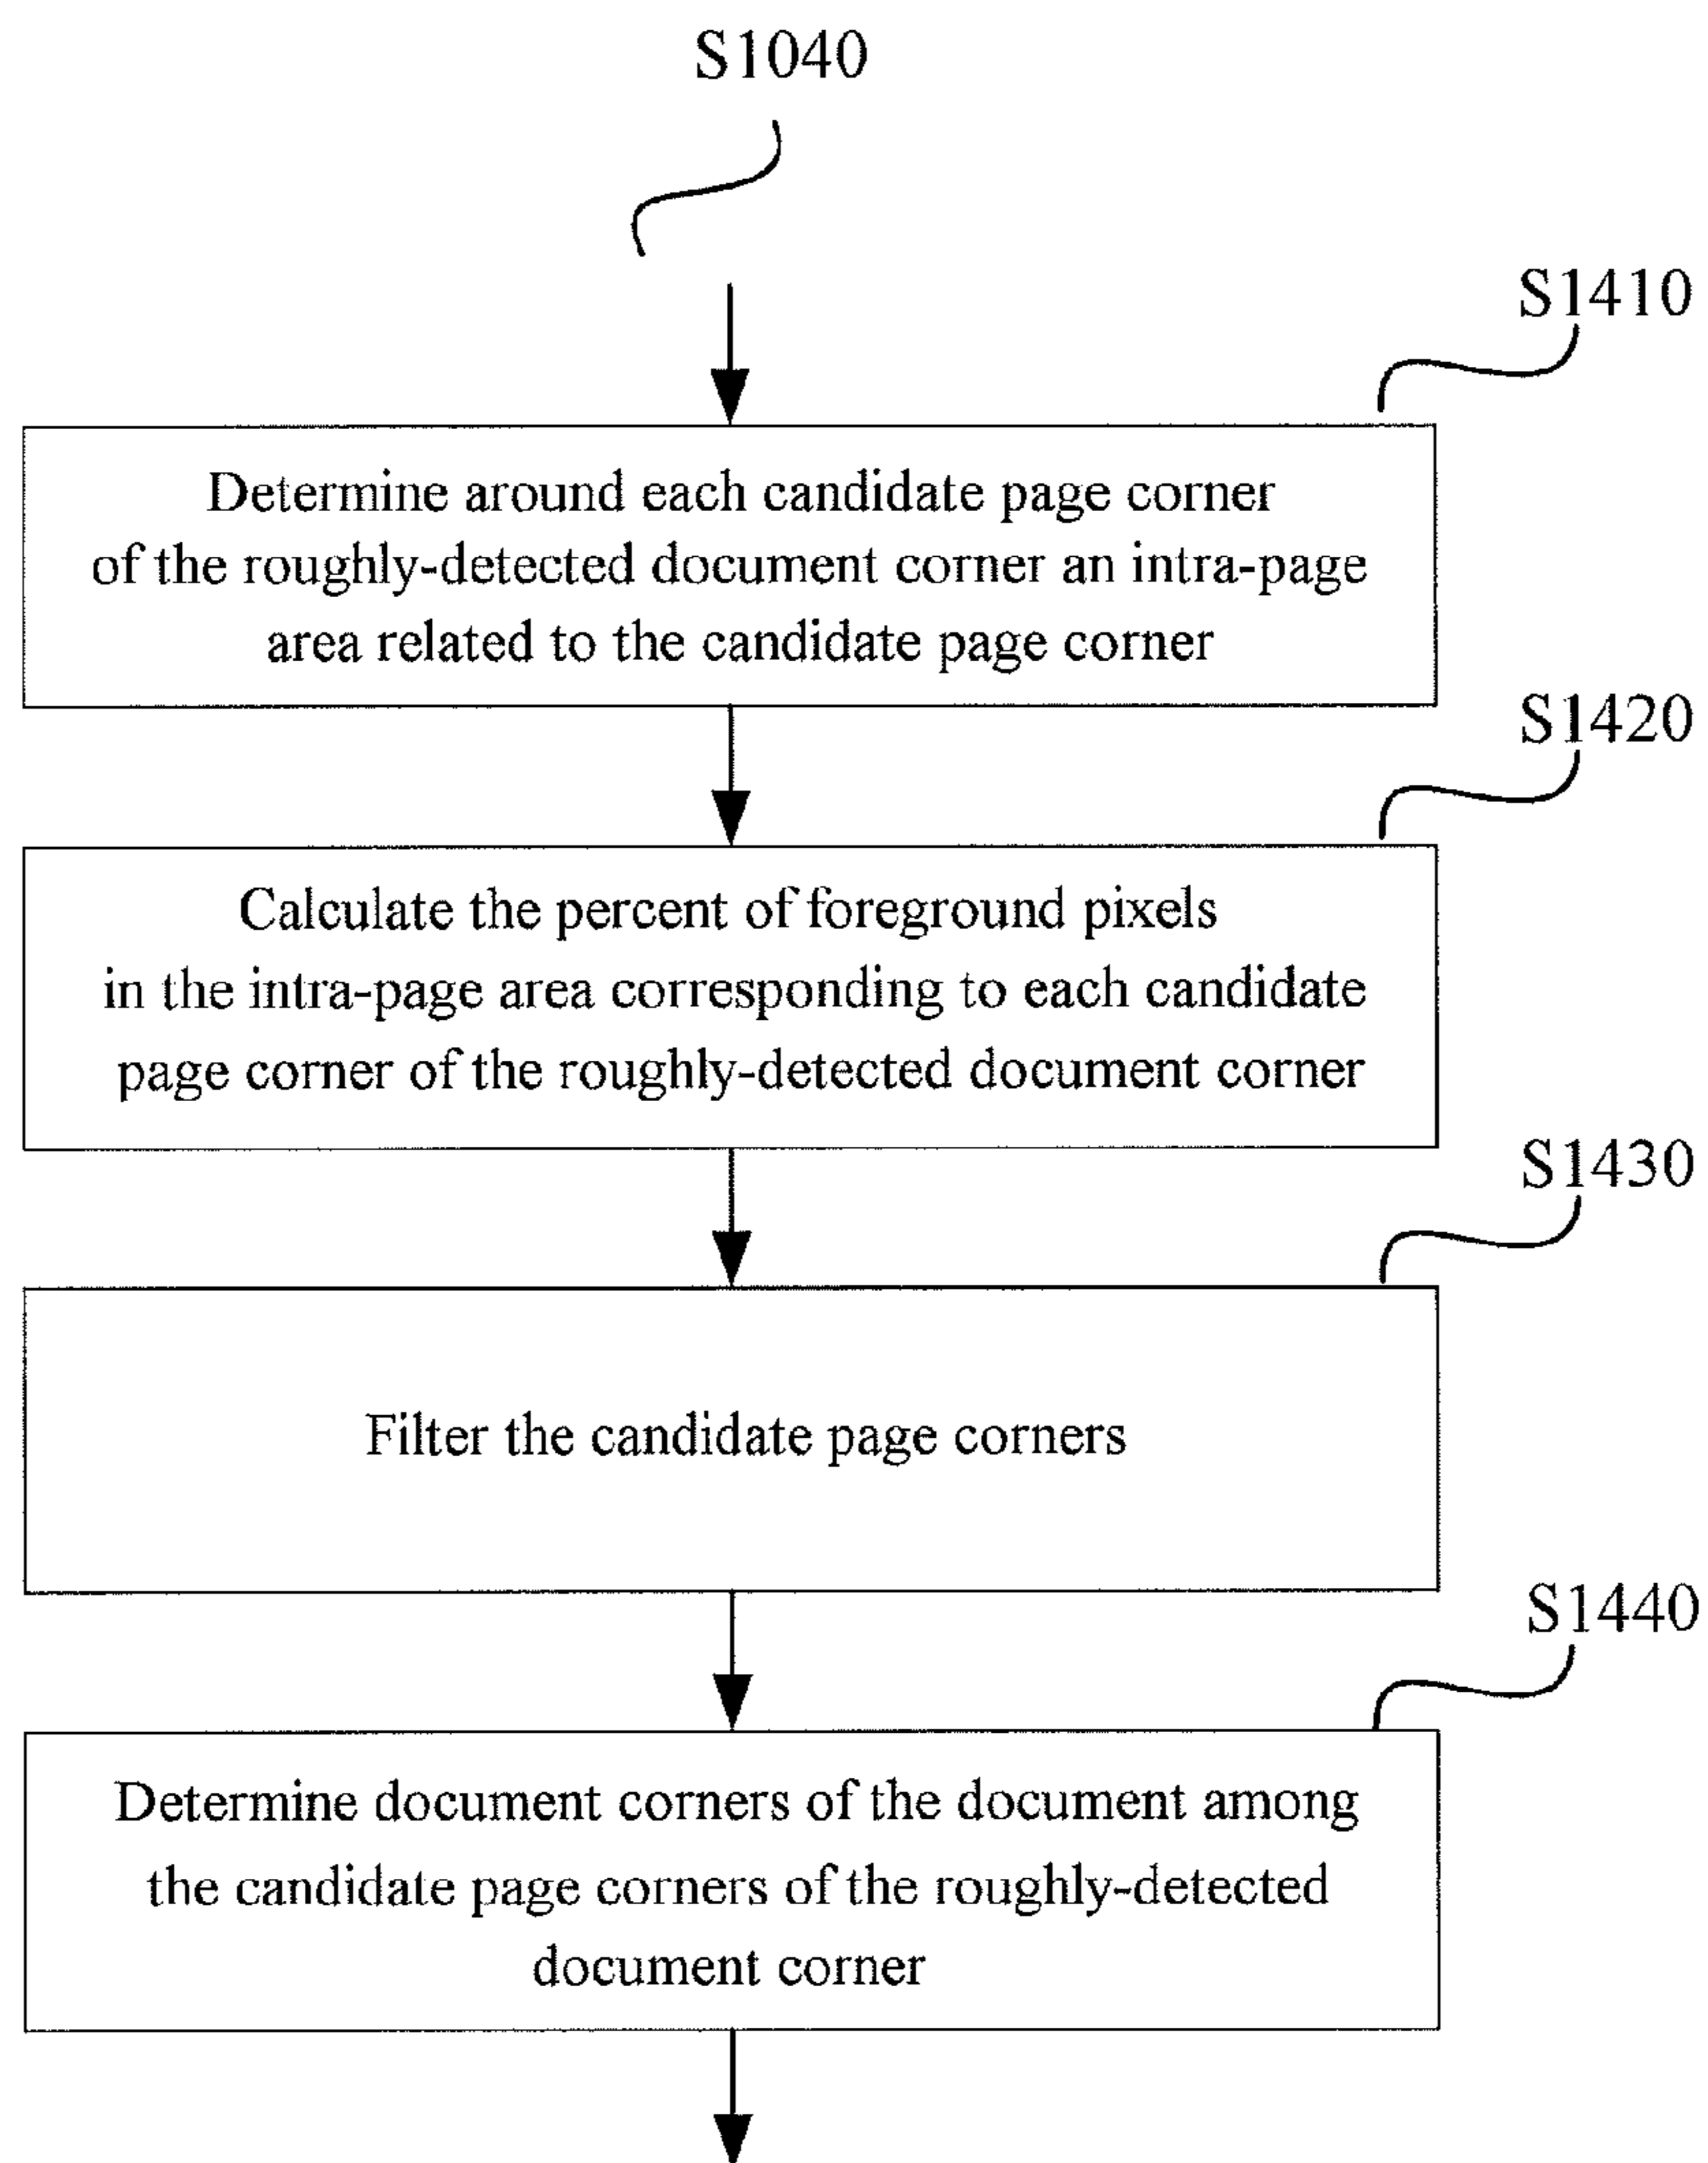 S1040
S1410
Determine around each candidate page corner
of the roughly-detected document corner an intra-page
area related to the candidate page corner
S1420
Calculate the percent of foreground pixels
in the intra-page area corresponding to each candidate
page corner of the roughly-detected document corner
S1430
Filter the candidate page corners
S1440
Determine document corners of the document among
the candidate page corners of the roughly-detected
document corner